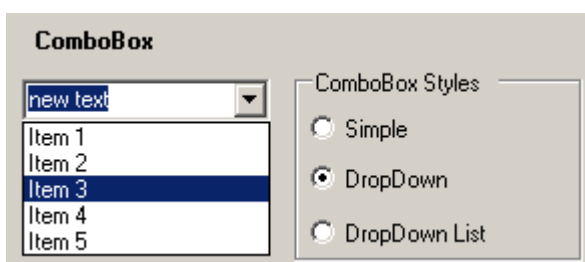 ComboBox
new text
Item 1
Item 2
Item 3
Item 4
Item 5
ComboBox Styles
Simple
DropDown
DropDown List